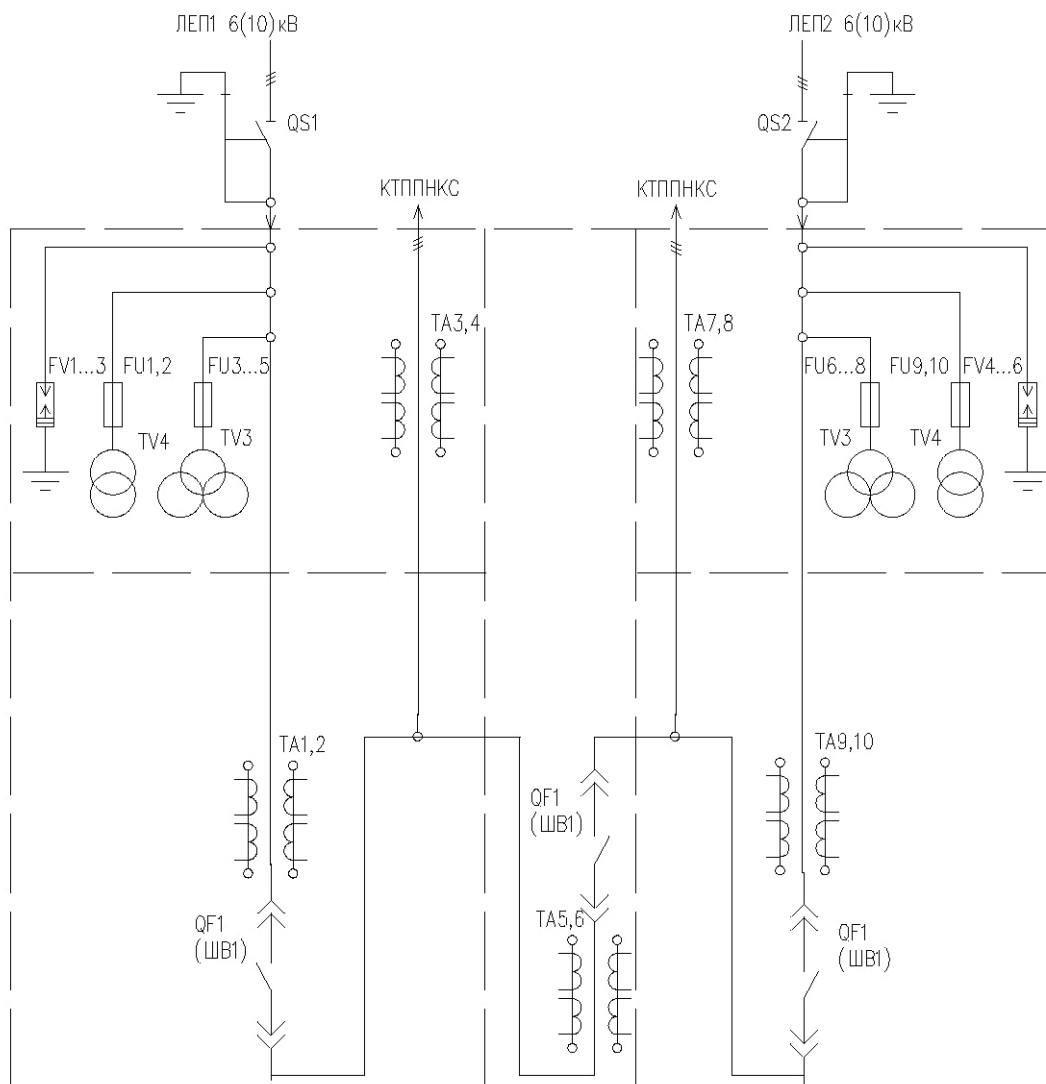 ЛЕП1 6(10)кВ
ЛЕП2 6(10)кВ
QS1
QS2
КТППНКС
КТППНКС
TA3,4
TA7,8
FV1...3
FU1,2
FU3...5
FU6...8
FU9,10
FV4...6
TV4
TV3
TV3
TV4
TA1,2
TA9,10
QF1
(ШВ1)
TA5,6
QF1
(ШВ1)
QF1
(ШВ1)